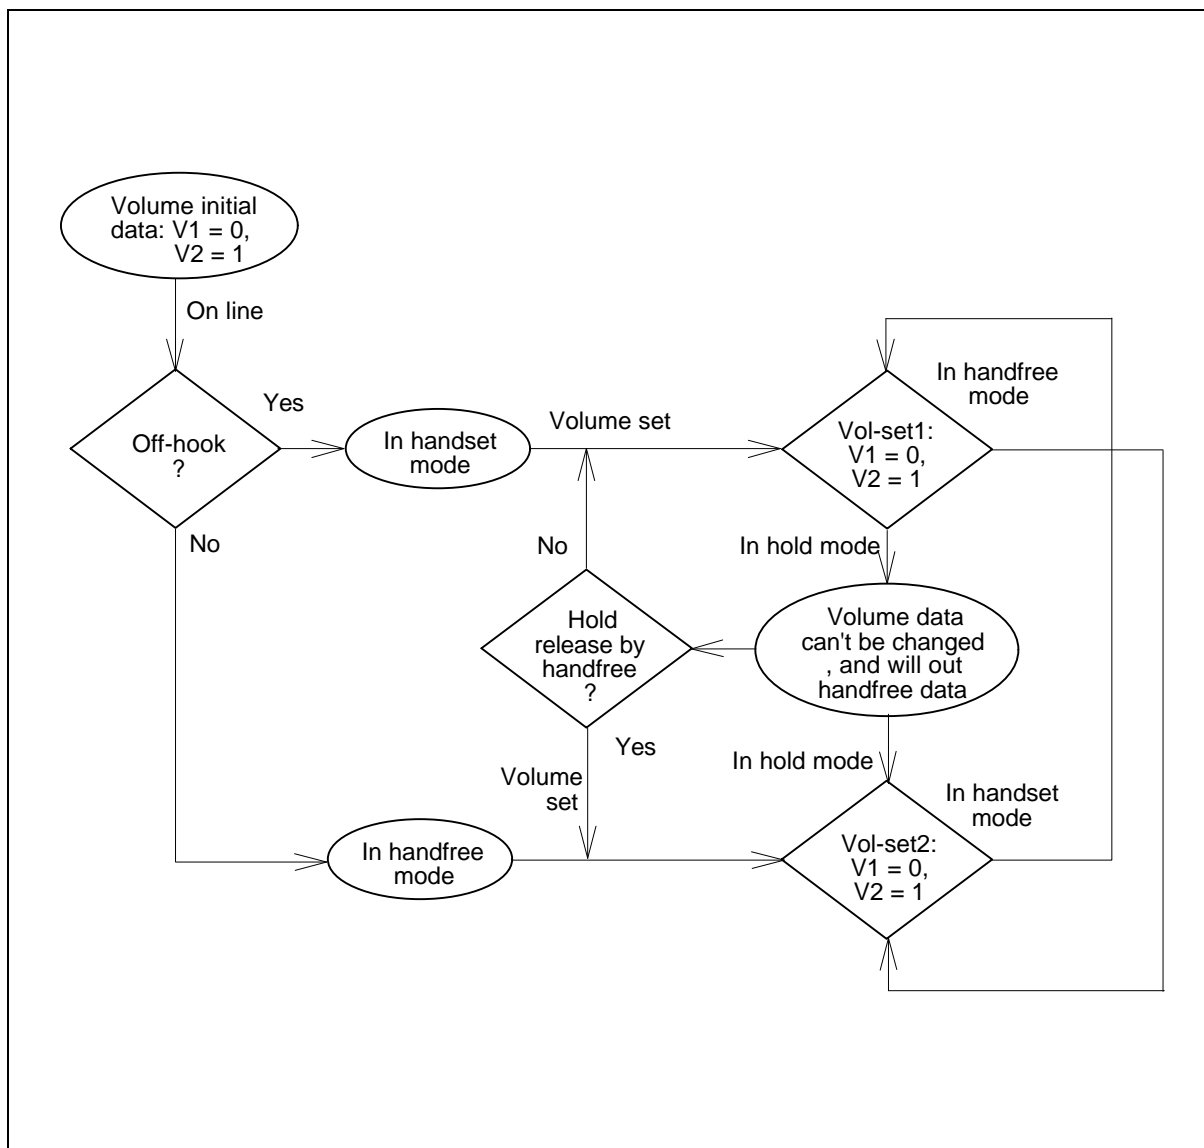 Volume initial
data: V1 = 0,
V2 = 1
On line
Off-hook
?
Yes
No
In handset
mode
Volume set
Vol-set1:
V1 = 0,
V2 = 1
In handfree
mode
In hold mode
Volume data
can't be changed
, and will out
handfree data
Hold
release by
handfree
?
No
Yes
Volume
set
In hold mode
In handfree
mode
Vol-set2:
V1 = 0,
V2 = 1
In handset
mode